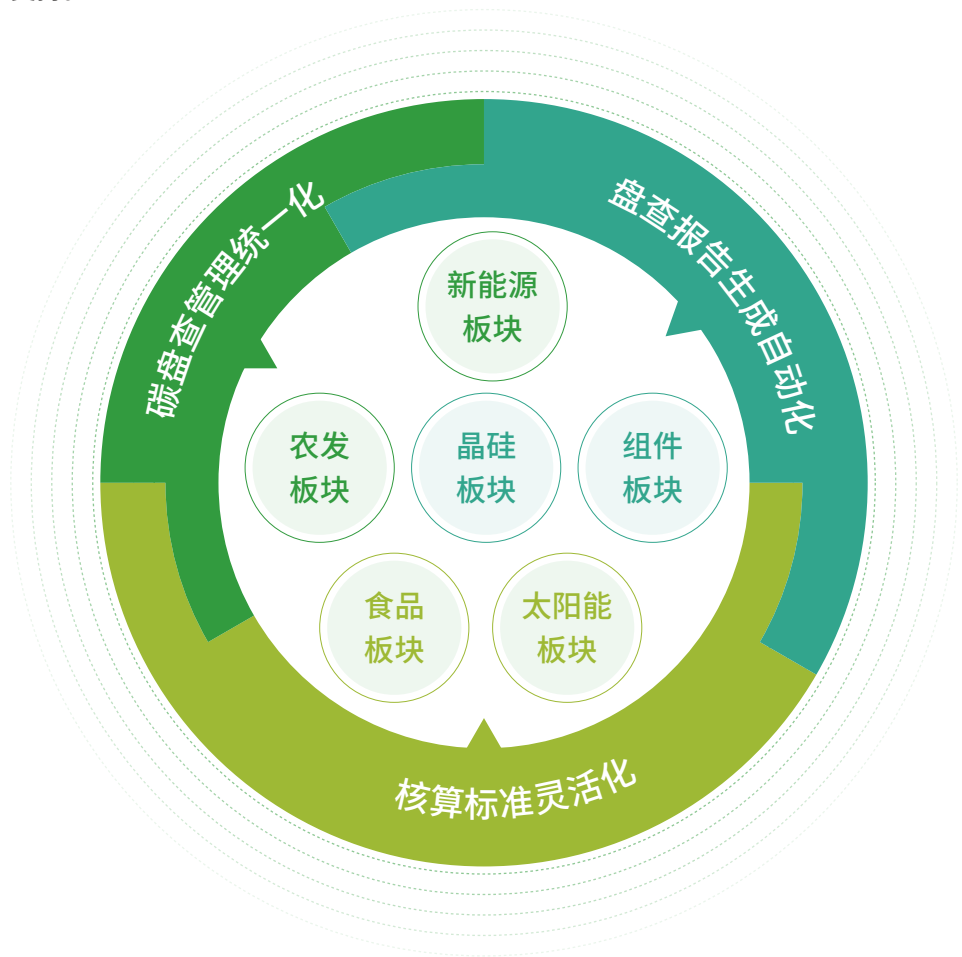 碳盘查管理统一化
盘查报告生成自动化
新能源
板块
农发
板块
晶硅
板块
组件
板块
食品
板块
太阳能
板块
核算标准灵活化